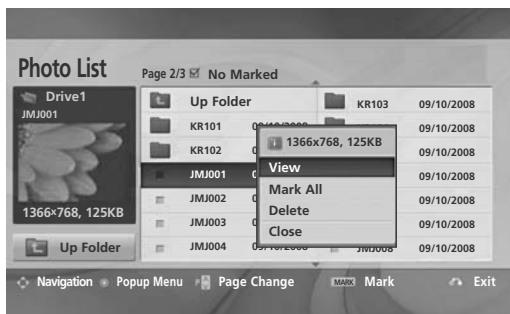 Photo List
Page 2/3 No Marked
Drive1
JMJ001
1366×768, 125KB
Up Folder
Up Folder
KR101
KR102
JMJ001
JMJ002
JMJ003
JMJ004
KR103 09/10/2008
09/10/2008
09/10/2008
09/10/2008
09/10/2008
09/10/2008
JMJ008 09/10/2008
1366x768, 125KB
View
Mark All
Delete
Close
Navigation Popup Menu Page Change MARK Mark Exit